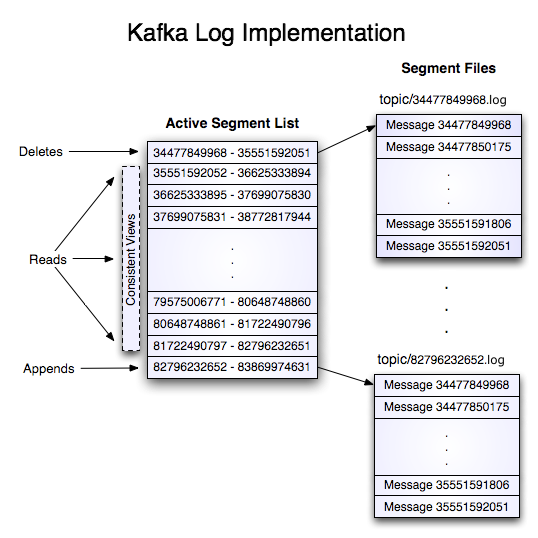 Kafka Log Implementation
Segment Files
topic/34477849968.log
Active Segment List
Deletes
Reads
Appends
Consistent Views
34477849968 - 35551592051
35551592052 - 36625333894
36625333895 - 37699075830
37699075831 - 38772817944
.
.
.
79575006771 - 80648748860
80648748861 - 81722490796
81722490797 - 82796232651
82796232652 - 83869974631
Message 34477849968
Message 34477850175
.
.
.
Message 35551591806
Message 35551592051
.
.
.
topic/82796232652.log
Message 34477849968
Message 34477850175
.
.
.
Message 35551591806
Message 35551592051